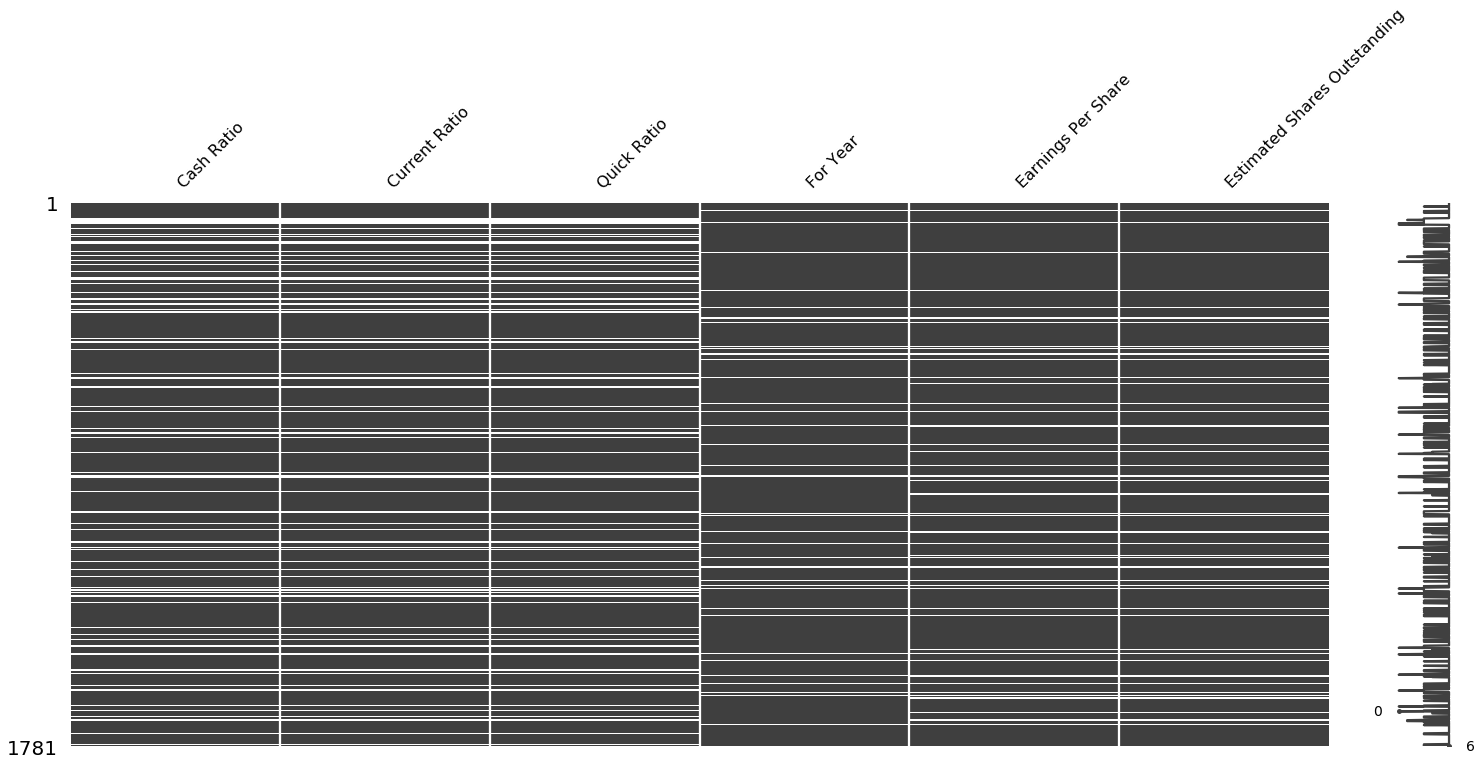 Cash Ratio
Current Ratio
Quick Ratio
For Year
Earnings Per Share
Estimated Shares Outstanding
1
1781
0
6